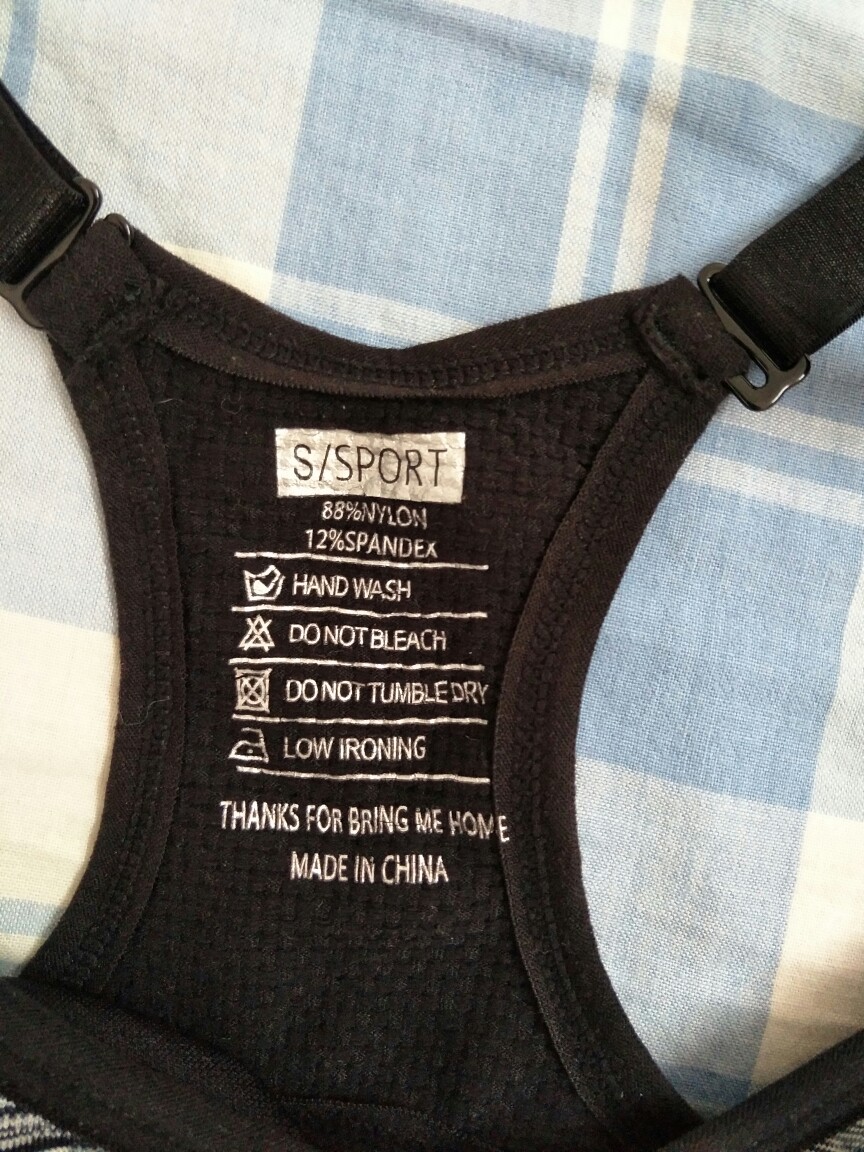 S/SPORT
88%NYLON
12%SPANDEX
HAND WASH
DO NOT BLEACH
DO NOT TUMBLE DRY
LOW IRONING
THANKS FOR BRING ME HOME
MADE IN CHINA